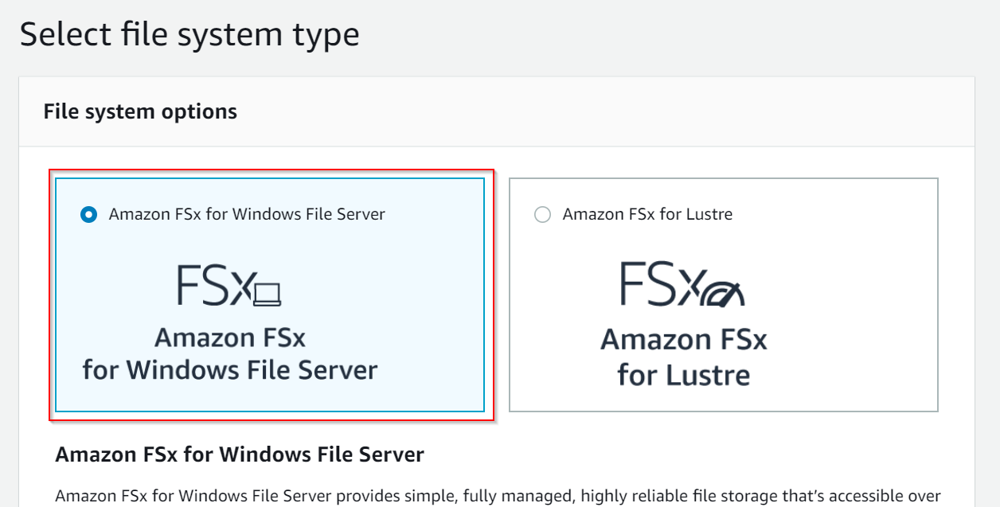 Select file system type
File system options
Amazon FSx for Windows File Server
Amazon FSx for Lustre
FSx
Amazon FSx
for Windows File Server
FSx
Amazon FSx
for Lustre
Amazon FSx for Windows File Server
Amazon FSx for Windows File Server provides simple, fully managed, highly reliable file storage that’s accessible over